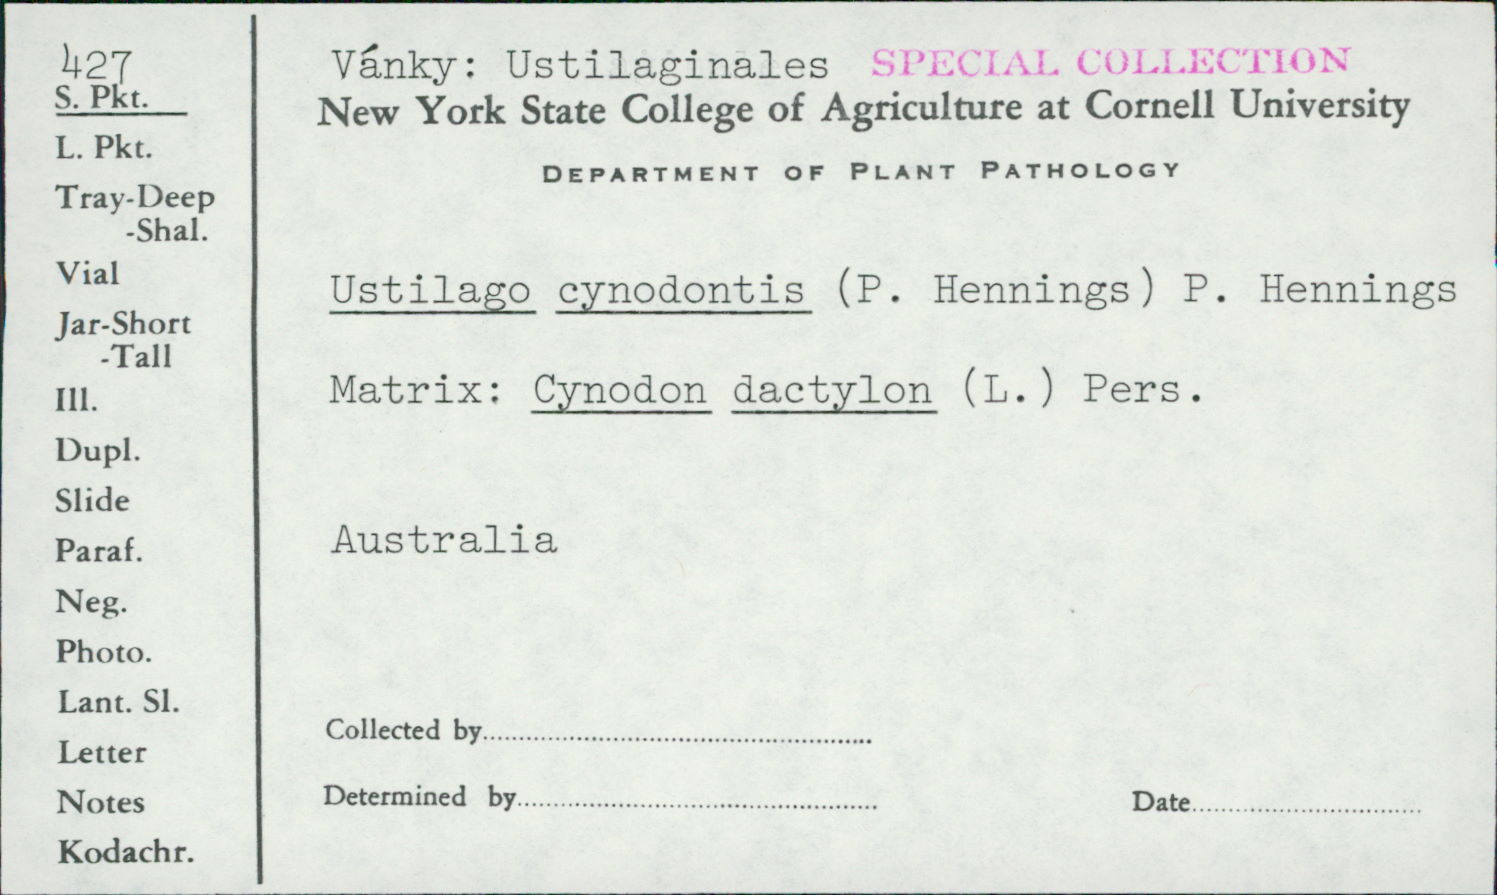 427
S. Pkt.
L. Pkt.
Tray-Deep
-Shal.
Vial
Jar-Short
-Tall
Ill.
Dupl.
Slide
Paraf.
Neg.
Photo.
Lant. Sl.
Letter
Notes
Kodachr.
Vánky: Ustilaginales SPECIAL COLLECTION
New York State College of Agriculture at Cornell University
DEPARTMENT OF PLANT PATHOLOGY
Ustilago cynodontis (P. Hennings) P. Hennings
Matrix: Cynodon dactylon (L.) Pers.
Australia
Collected by
Determined by
Date